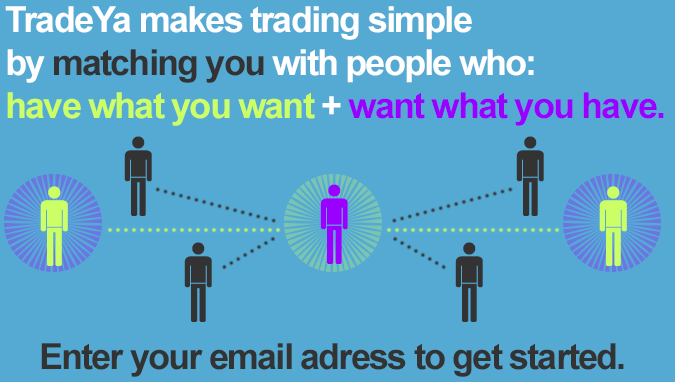 TradeYa makes trading simple
by matching you with people who:
have what you want + want what you have.
Enter your email adress to get started.